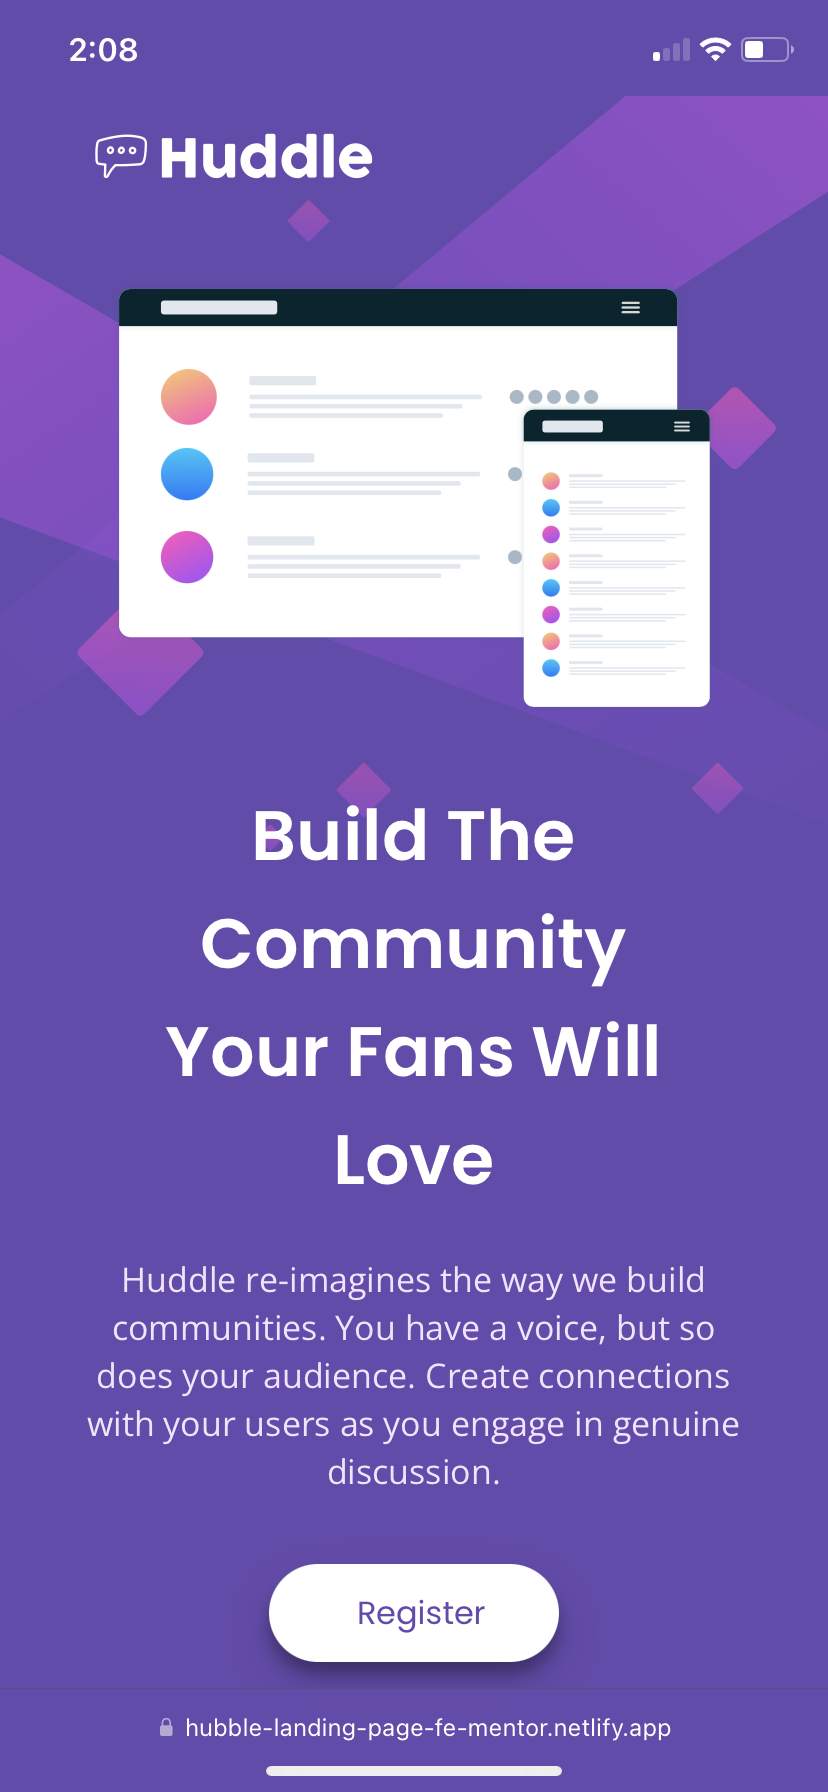 2:08
Huddle
Build The
Community
Your Fans Will
Love
Huddle re-imagines the way we build
communities. You have a voice, but so
does your audience. Create connections
with your users as you engage in genuine
discussion.
Register
hubble-landing-page-fe-mentor.netlify.app